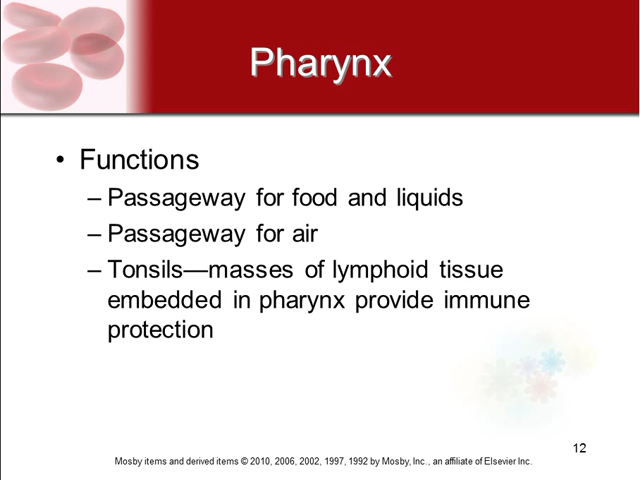 Pharynx
• Functions
– Passageway for food and liquids
– Passageway for air
– Tonsils—masses of lymphoid tissue
embedded in pharynx provide immune
protection
12
Mosby items and derived items © 2010, 2006, 2002, 1997, 1992 by Mosby, Inc., an affiliate of Elsevier Inc.